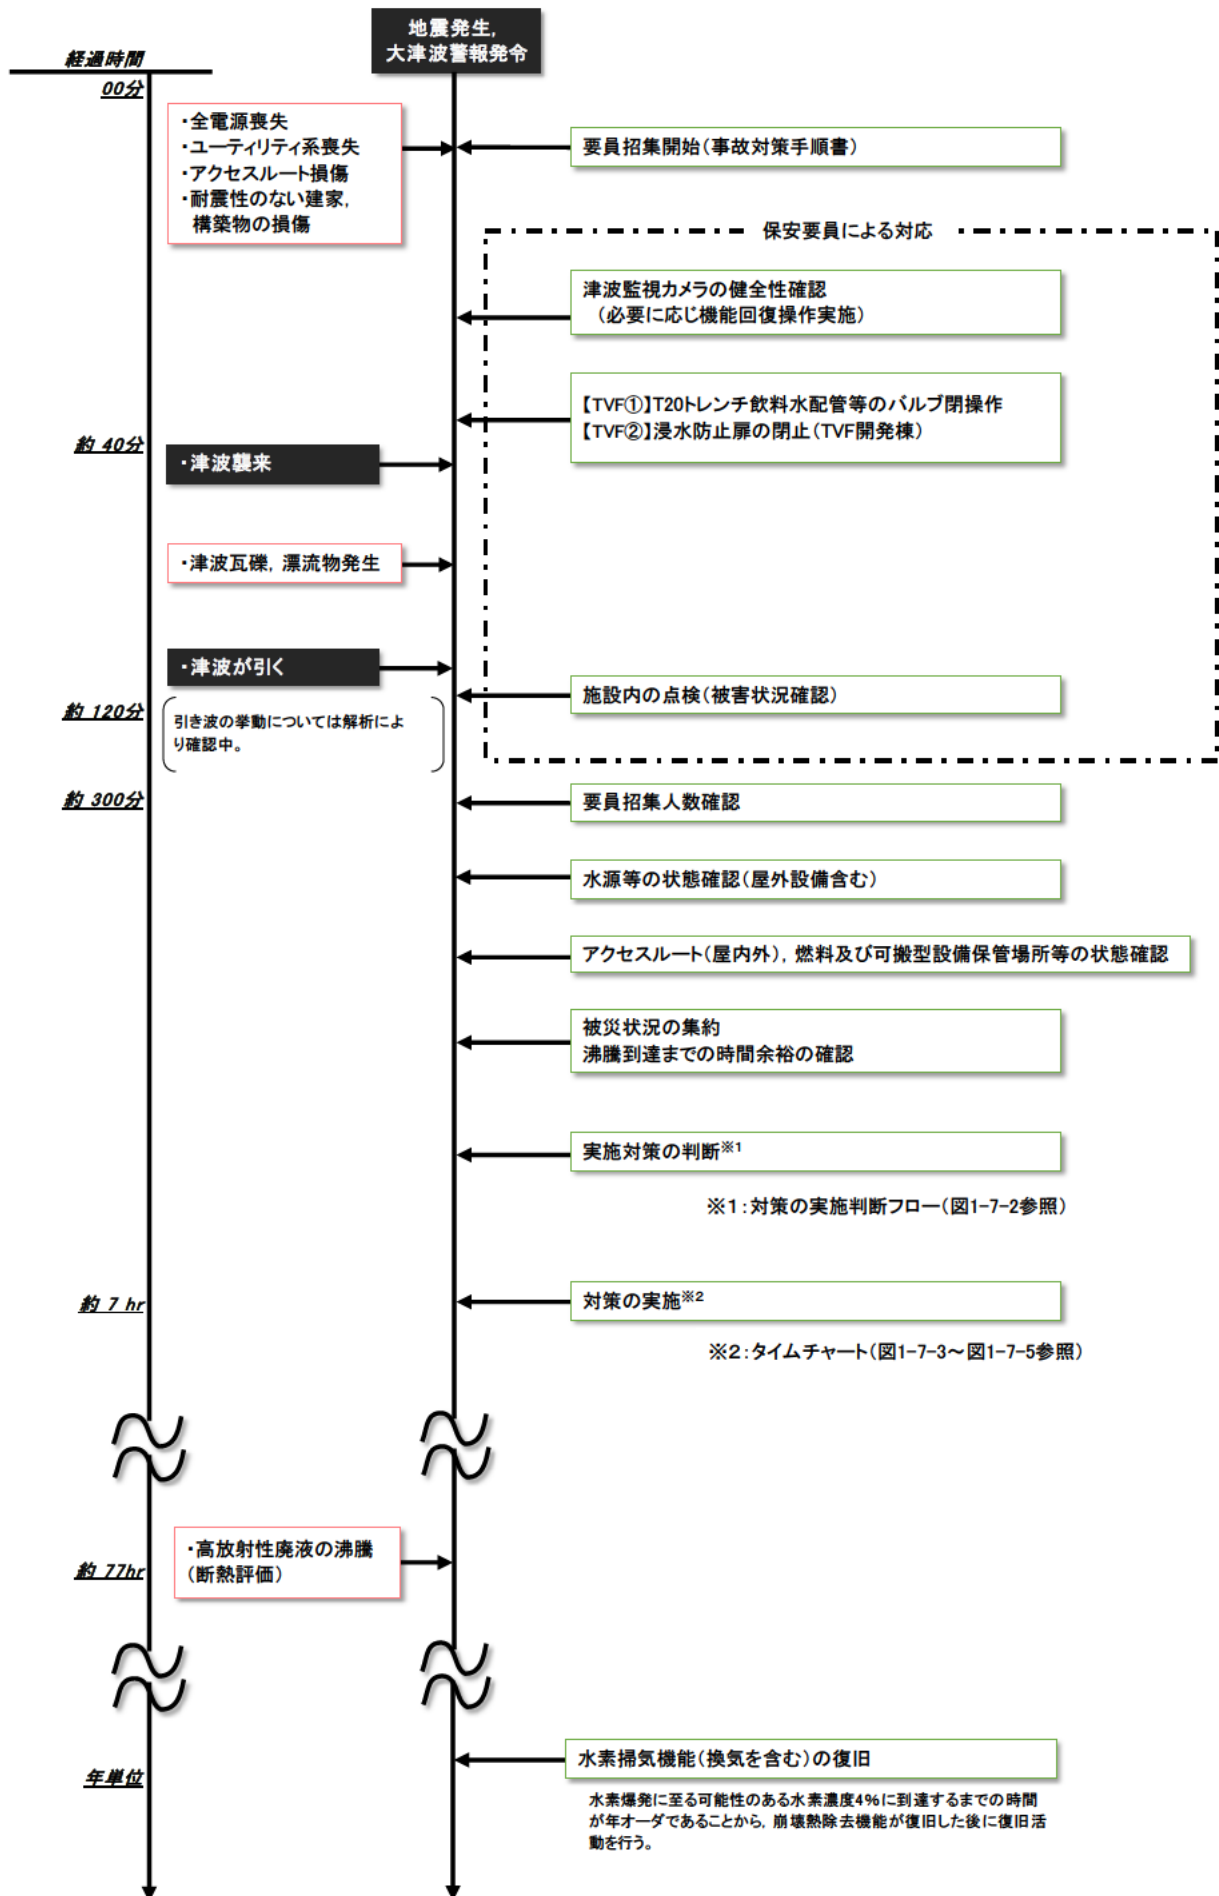 地震発生,
大津波警報発令
経過時間
00分
・全電源喪失
・ユーティリティ系喪失
・アクセスルート損傷
・耐震性のない建家,
構築物の損傷
要員招集開始(事故対策手順書)
保安要員による対応
津波監視カメラの健全性確認
(必要に応じ機能回復操作実施)
【TVF①】T20トレンチ飲料水配管等のバルブ閉操作
【TVF②】浸水防止扉の閉止(TVF開発棟)
約 40分
・津波襲来
・津波瓦礫, 漂流物発生
・津波が引く
施設内の点検(被害状況確認)
約 120分
引き波の挙動については解析によ
り確認中。
約 300分
要員招集人数確認
水源等の状態確認(屋外設備含む)
アクセスルート(屋内外), 燃料及び可搬型設備保管場所等の状態確認
被災状況の集約
沸騰到達までの時間余裕の確認
実施対策の判断※1
※1:対策の実施判断フロー(図1-7-2参照)
約 7 hr
対策の実施※2
※2:タイムチャート(図1-7-3~図1-7-5参照)
・高放射性廃液の沸騰
(断熱評価)
約 77hr
水素掃気機能(換気を含む)の復旧
年単位
水素爆発に至る可能性のある水素濃度4%に到達するまでの時間
が年オーダであることから, 崩壊熱除去機能が復旧した後に復旧活
動を行う。